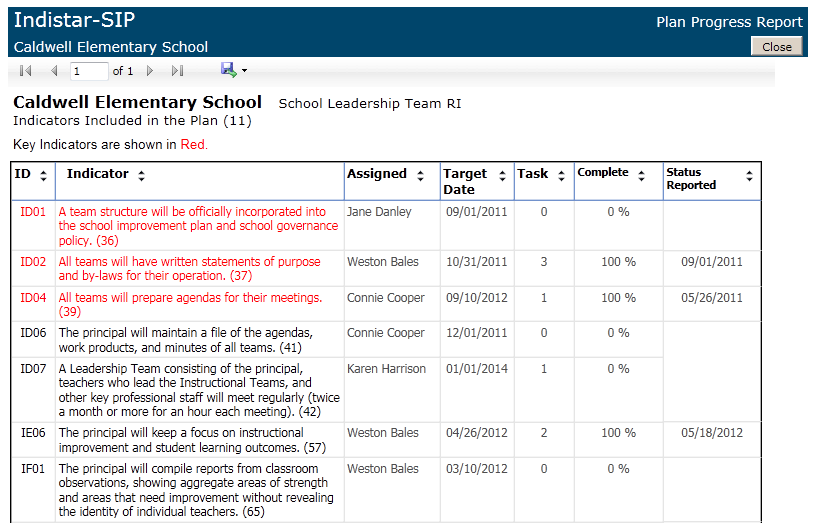 Indistar-SIP
Plan Progress Report
Caldwell Elementary School
Close
1 of 1
Caldwell Elementary School School Leadership Team RI
Indicators Included in the Plan (11)
Key Indicators are shown in Red.
ID Indicator Assigned Target Date Task Complete Status Reported
ID01 A team structure will be officially incorporated into Jane Danley 09/01/2011 0 0 %
the school improvement plan and school governance
policy. (36)
ID02 All teams will have written statements of purpose Weston Bales 10/31/2011 3 100 % 09/01/2011
and by-laws for their operation. (37)
ID04 All teams will prepare agendas for their meetings. Connie Cooper 09/10/2012 1 100 % 05/26/2011
(39)
ID06 The principal will maintain a file of the agendas, Connie Cooper 12/01/2011 0 0 %
work products, and minutes of all teams. (41)
ID07 A Leadership Team consisting of the principal, Karen Harrison 01/01/2014 1 0 %
teachers who lead the Instructional Teams, and
other key professional staff will meet regularly (twice
a month or more for an hour each meeting). (42)
IE06 The principal will keep a focus on instructional Weston Bales 04/26/2012 2 100 % 05/18/2012
improvement and student learning outcomes. (57)
IF01 The principal will compile reports from classroom Weston Bales 03/10/2012 0 0 %
observations, showing aggregate areas of strength
and areas that need improvement without revealing
the identity of individual teachers. (65)